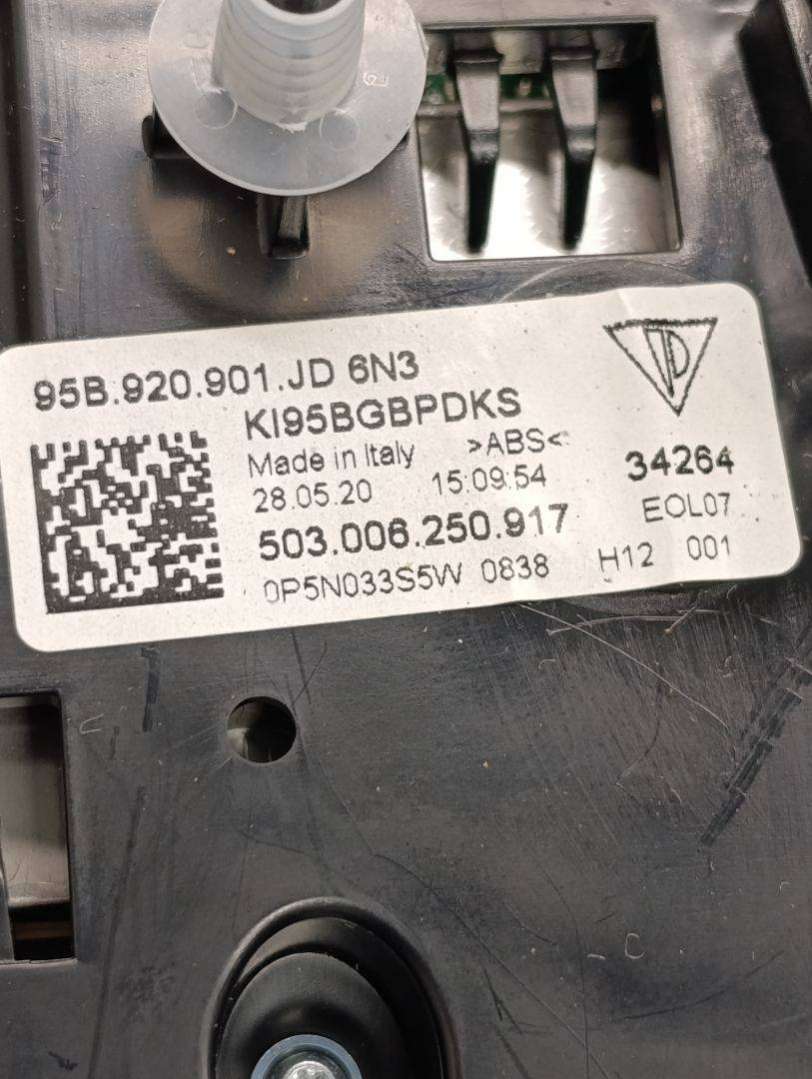 95B.920.901.JD 6N3
KI95BGBPDKS
Made in Italy >ABS<
28.05.20 15:09:54 34264
503.006.250.917 EOL07
0P5N033S5W 0838 H12 001